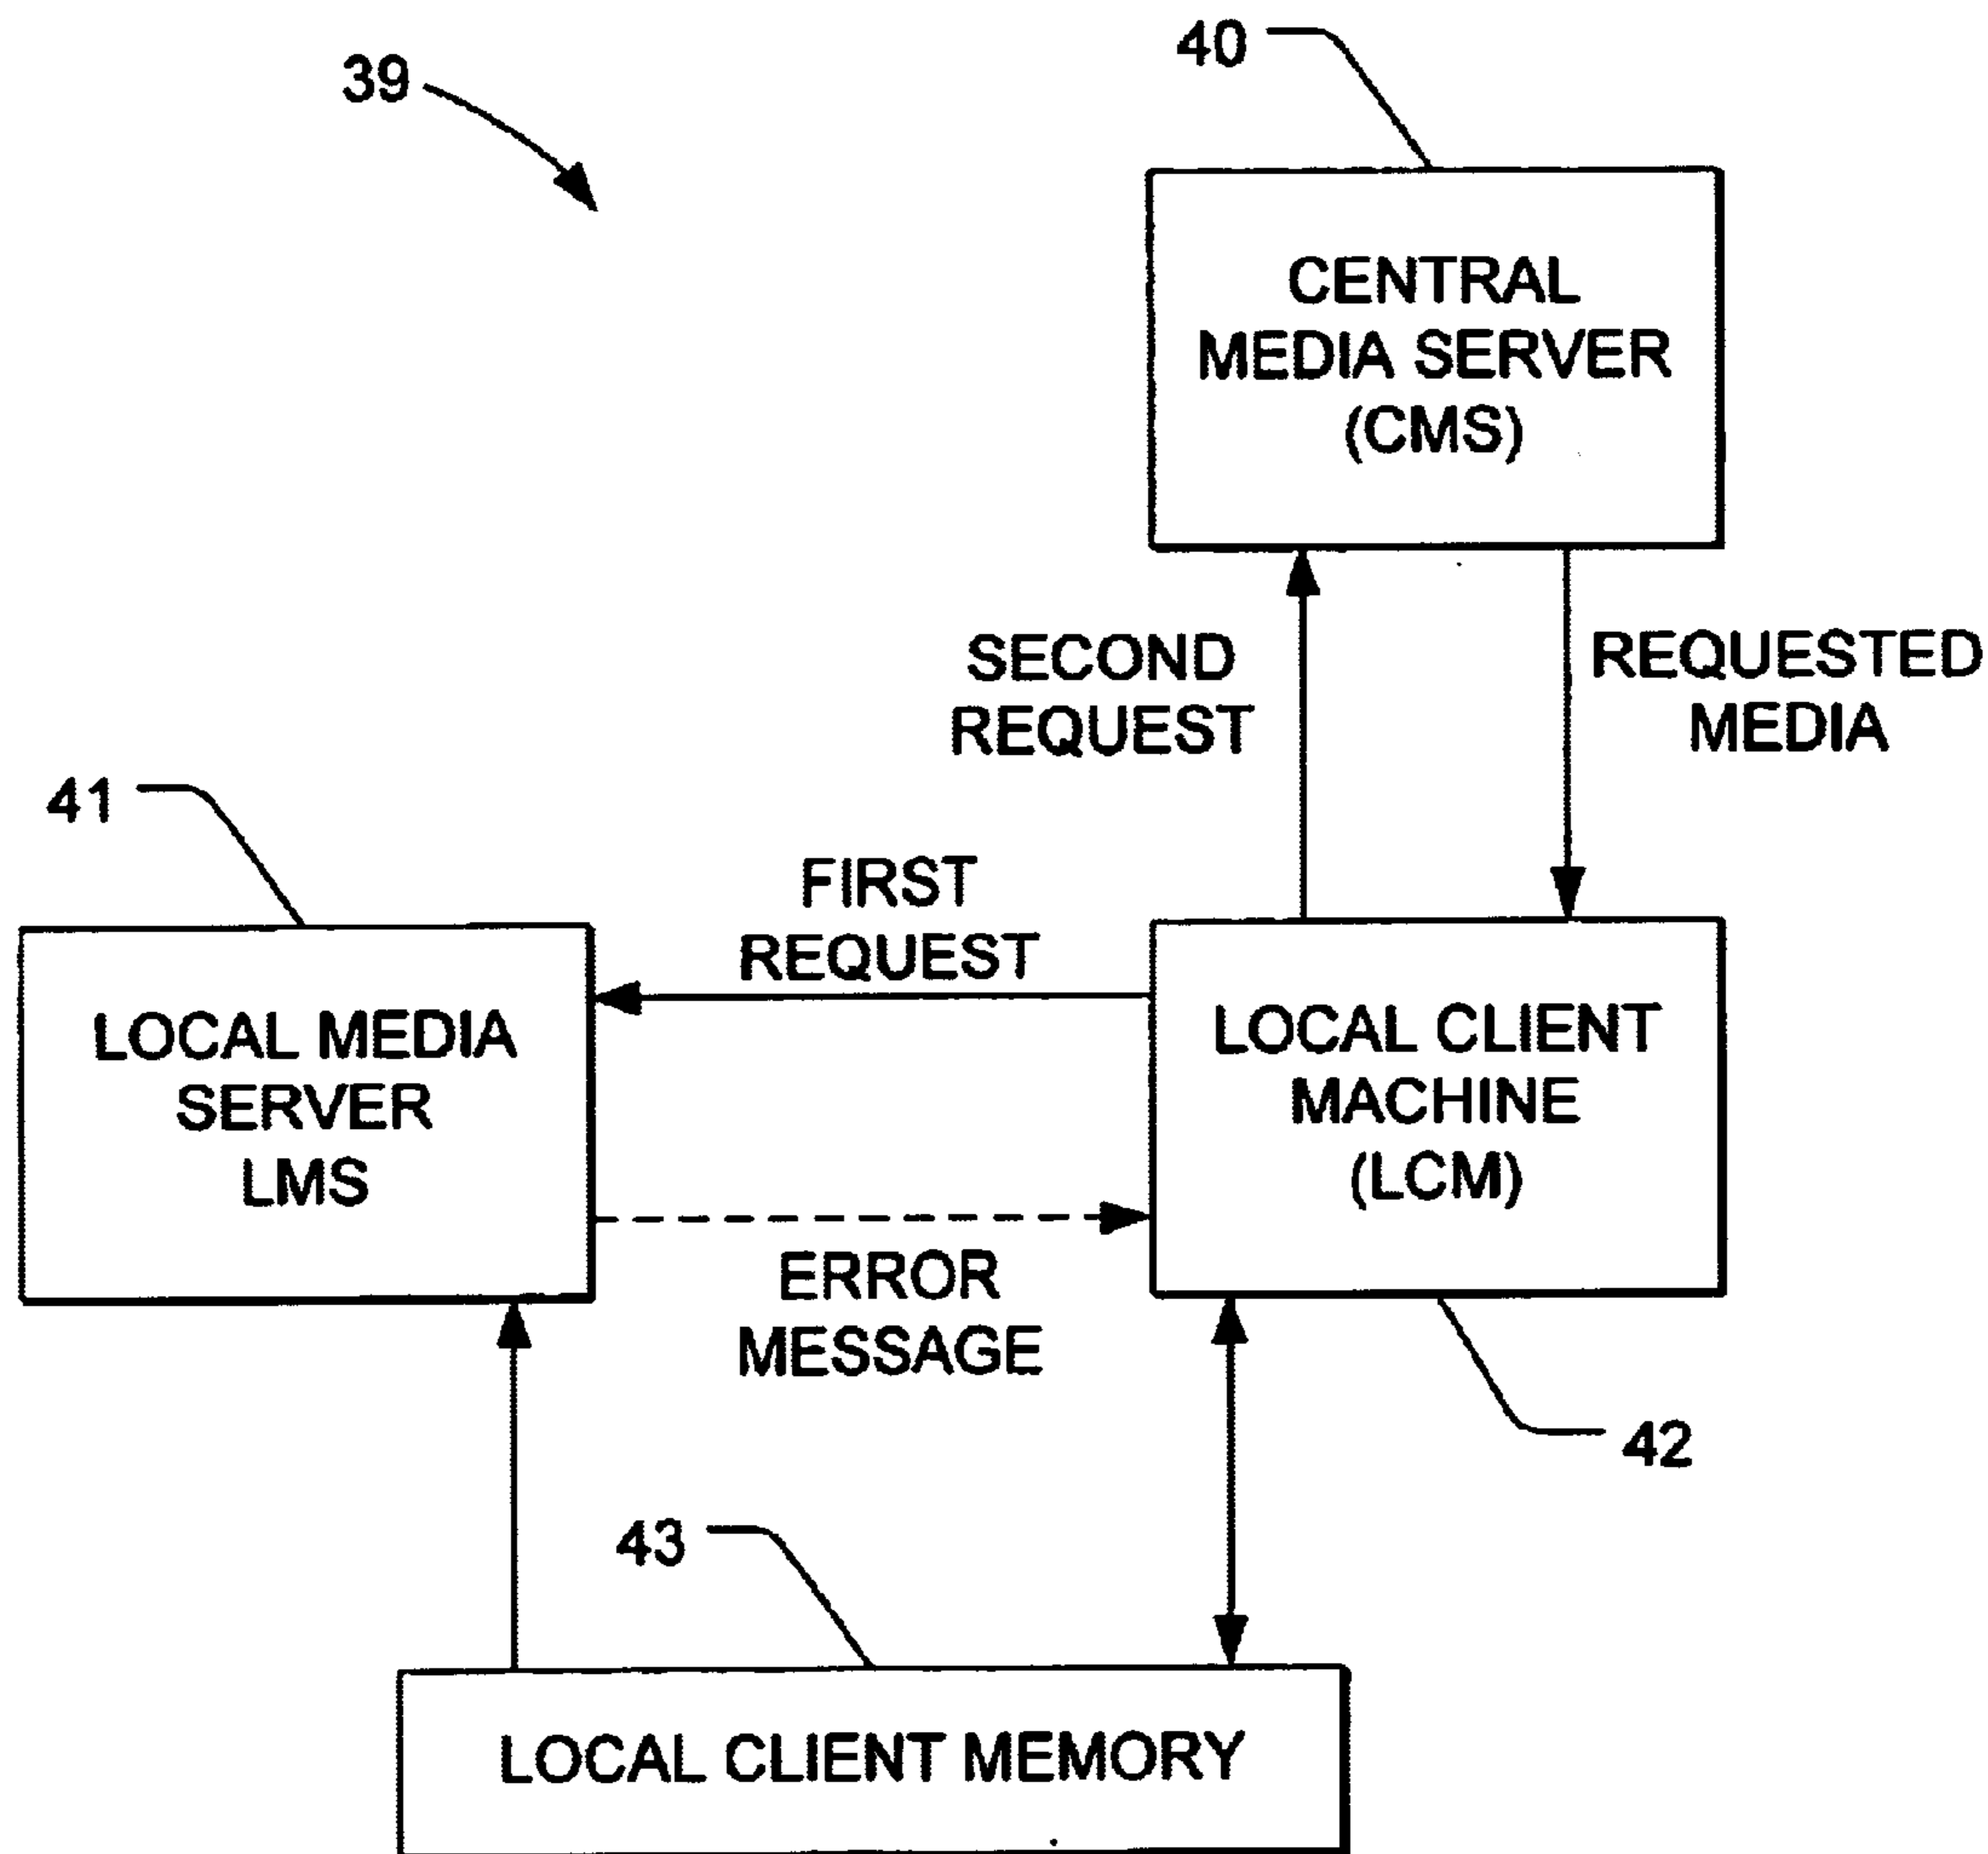 39
40
CENTRAL
MEDIA SERVER
(CMS)
SECOND
REQUEST
REQUESTED
MEDIA
41
FIRST
REQUEST
LOCAL MEDIA
SERVER
LMS
LOCAL CLIENT
MACHINE
(LCM)
ERROR
MESSAGE
42
43
LOCAL CLIENT MEMORY